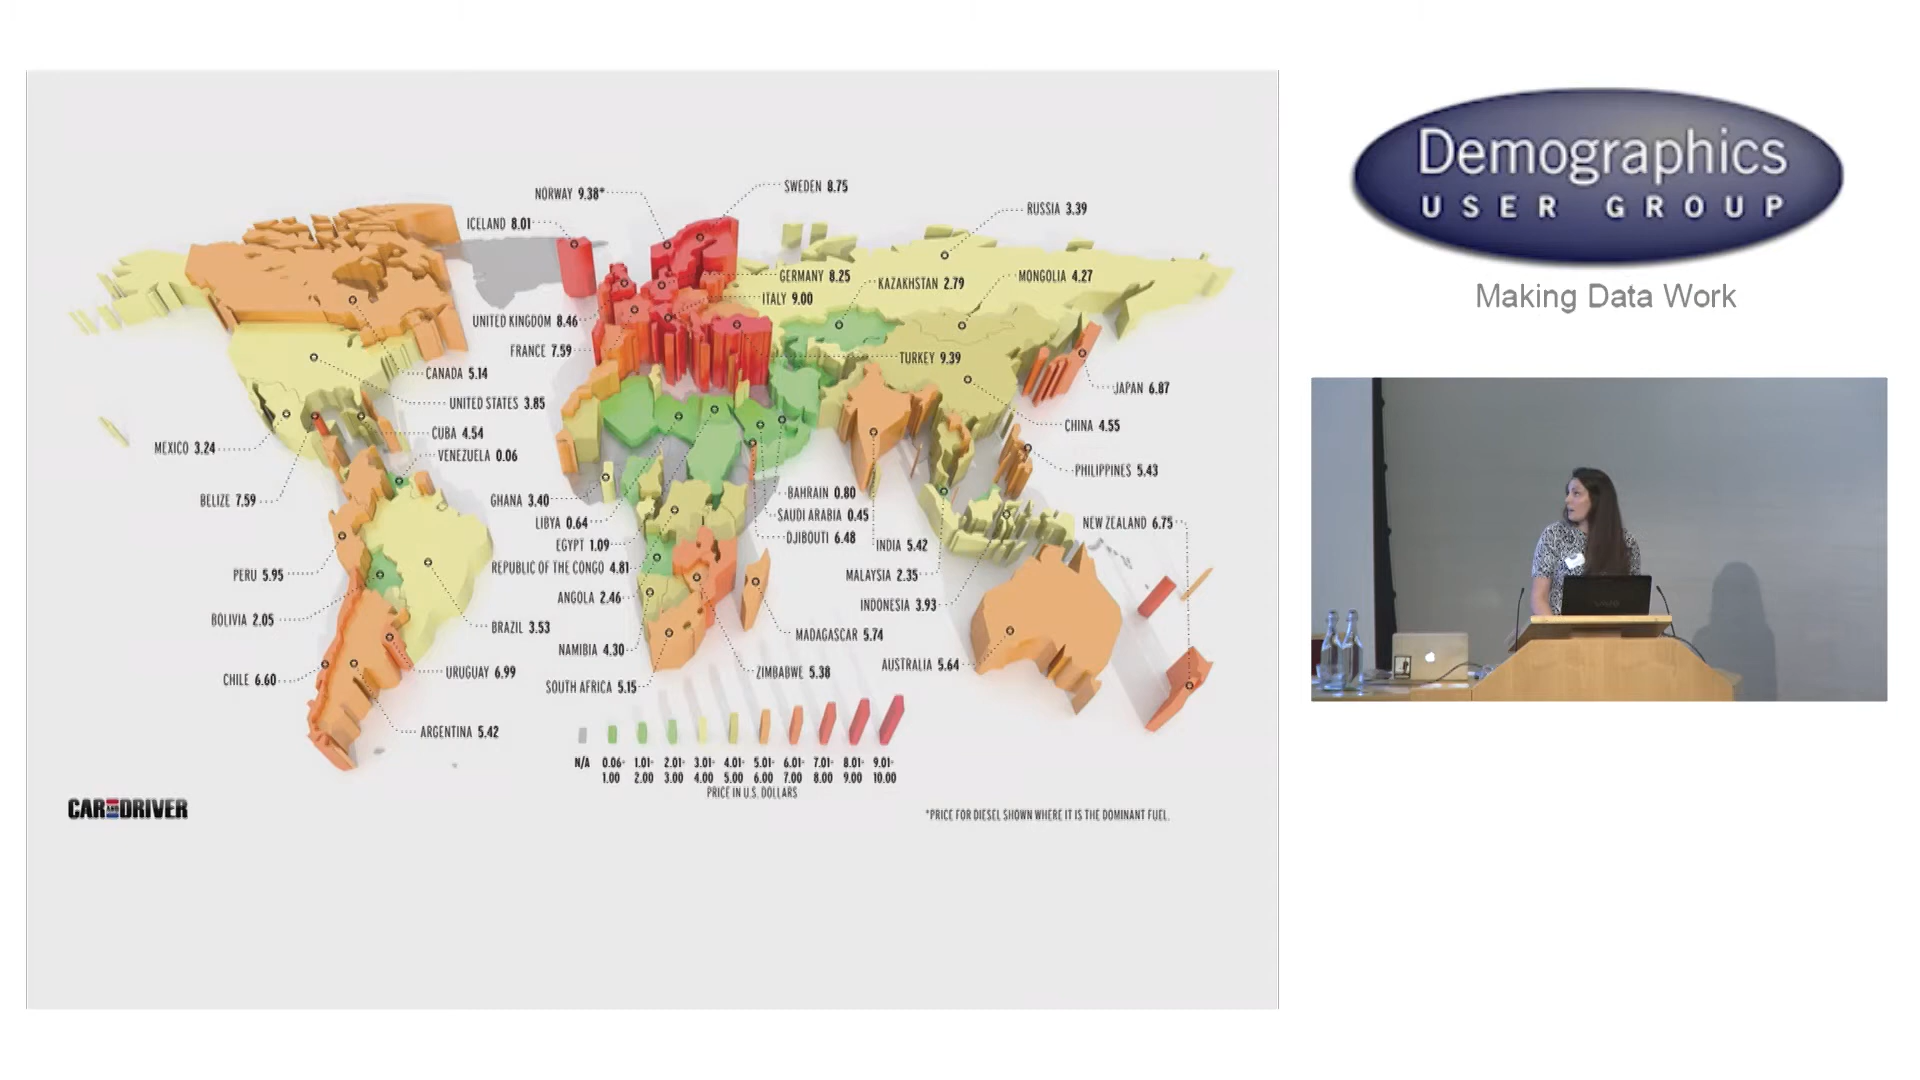 NORWAY 9.38*
SWEDEN 8.75
ICELAND 8.01
RUSSIA 3.39
GERMANY 8.25
KAZAKHSTAN 2.79
MONGOLIA 4.27
ITALY 9.00
UNITED KINGDOM 8.46
FRANCE 7.59
TURKEY 9.39
CANADA 5.14
JAPAN 6.87
UNITED STATES 3.85
CHINA 4.55
CUBA 4.54
MEXICO 3.24
VENEZUELA 0.06
PHILIPPINES 5.43
BELIZE 7.59
GHANA 3.40
BAHRAIN 0.80
LIBYA 0.64
SAUDI ARABIA 0.45
NEW ZEALAND 6.75
EGYPT 1.09
DJIBOUTI 6.48
INDIA 5.42
REPUBLIC OF THE CONGO 4.81
PERU 5.95
MALAYSIA 2.35
ANGOLA 2.46
INDONESIA 3.93
BOLIVIA 2.05
BRAZIL 3.53
MADAGASCAR 5.74
NAMIBIA 4.30
AUSTRALIA 5.64
CHILE 6.60
URUGUAY 6.99
SOUTH AFRICA 5.15
ZIMBABWE 5.38
ARGENTINA 5.42
N/A 0.06- 1.01- 2.01- 3.01- 4.01- 5.01- 6.01- 7.01- 8.01- 9.01-
1.00 2.00 3.00 4.00 5.00 6.00 7.00 8.00 9.00 10.00
PRICE IN U.S. DOLLARS
CAR AND DRIVER
*PRICE FOR DIESEL SHOWN WHERE IT IS THE DOMINANT FUEL.
Demographics
USER GROUP
Making Data Work